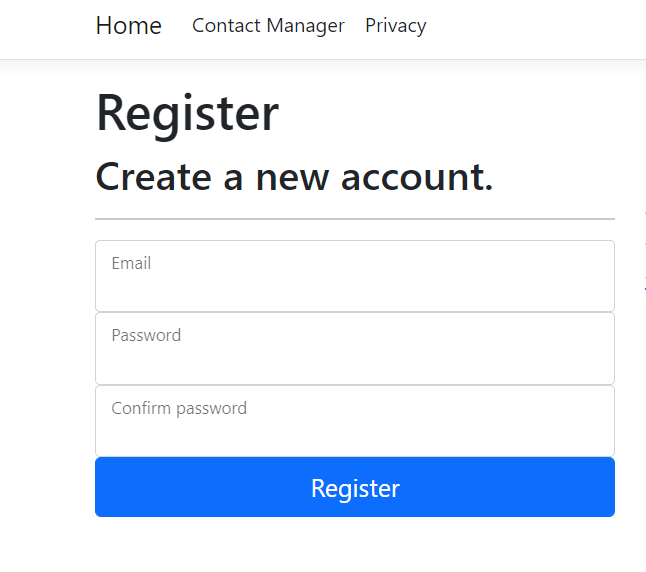 Home Contact Manager Privacy
Register
Create a new account.
Email
Password
Confirm password
Register